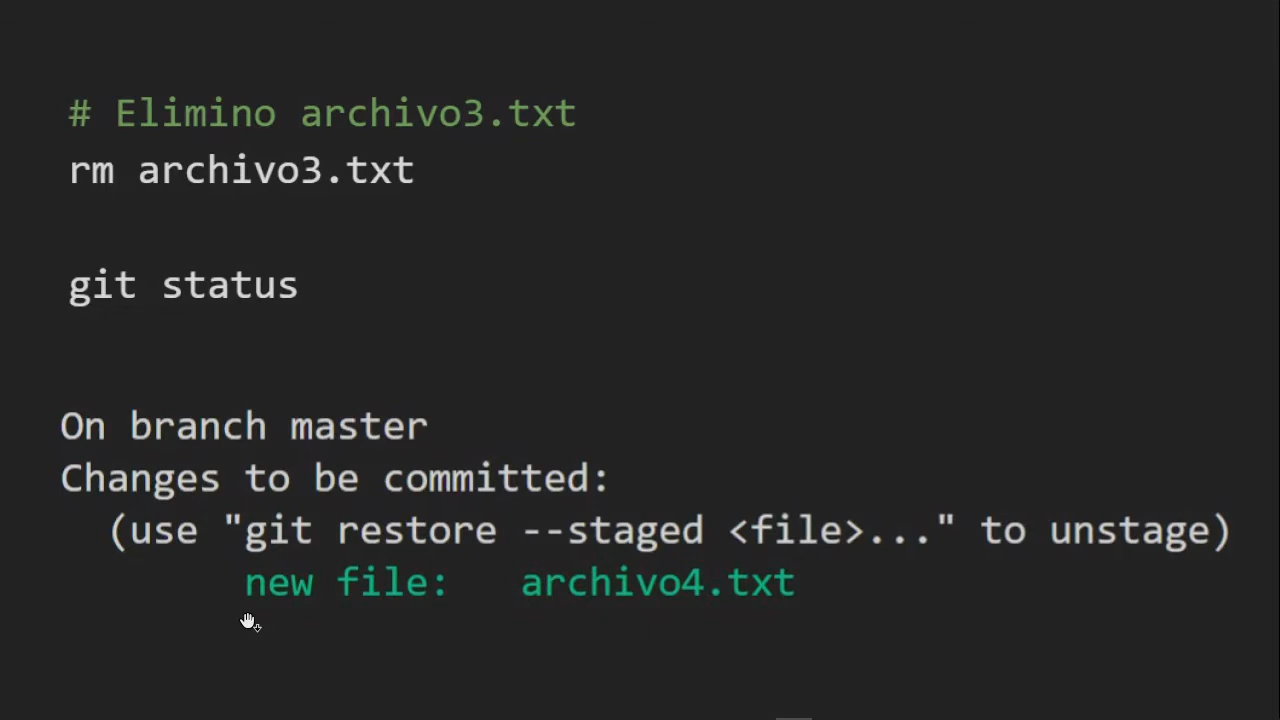 # Elimino archivo3.txt
rm archivo3.txt
git status
On branch master
Changes to be committed:
(use "git restore --staged <file>..." to unstage)
new file: archivo4.txt